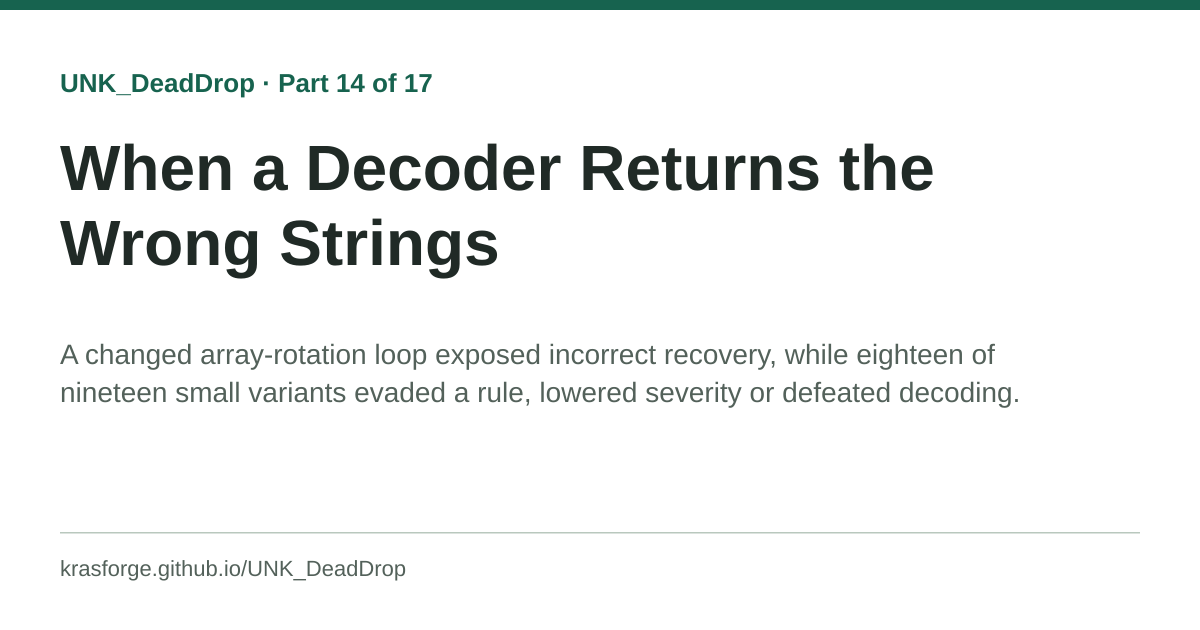 UNK_DeadDrop · Part 14 of 17
When a Decoder Returns the
Wrong Strings
A changed array-rotation loop exposed incorrect recovery, while eighteen of
nineteen small variants evaded a rule, lowered severity or defeated decoding.
krasforge.github.io/UNK_DeadDrop